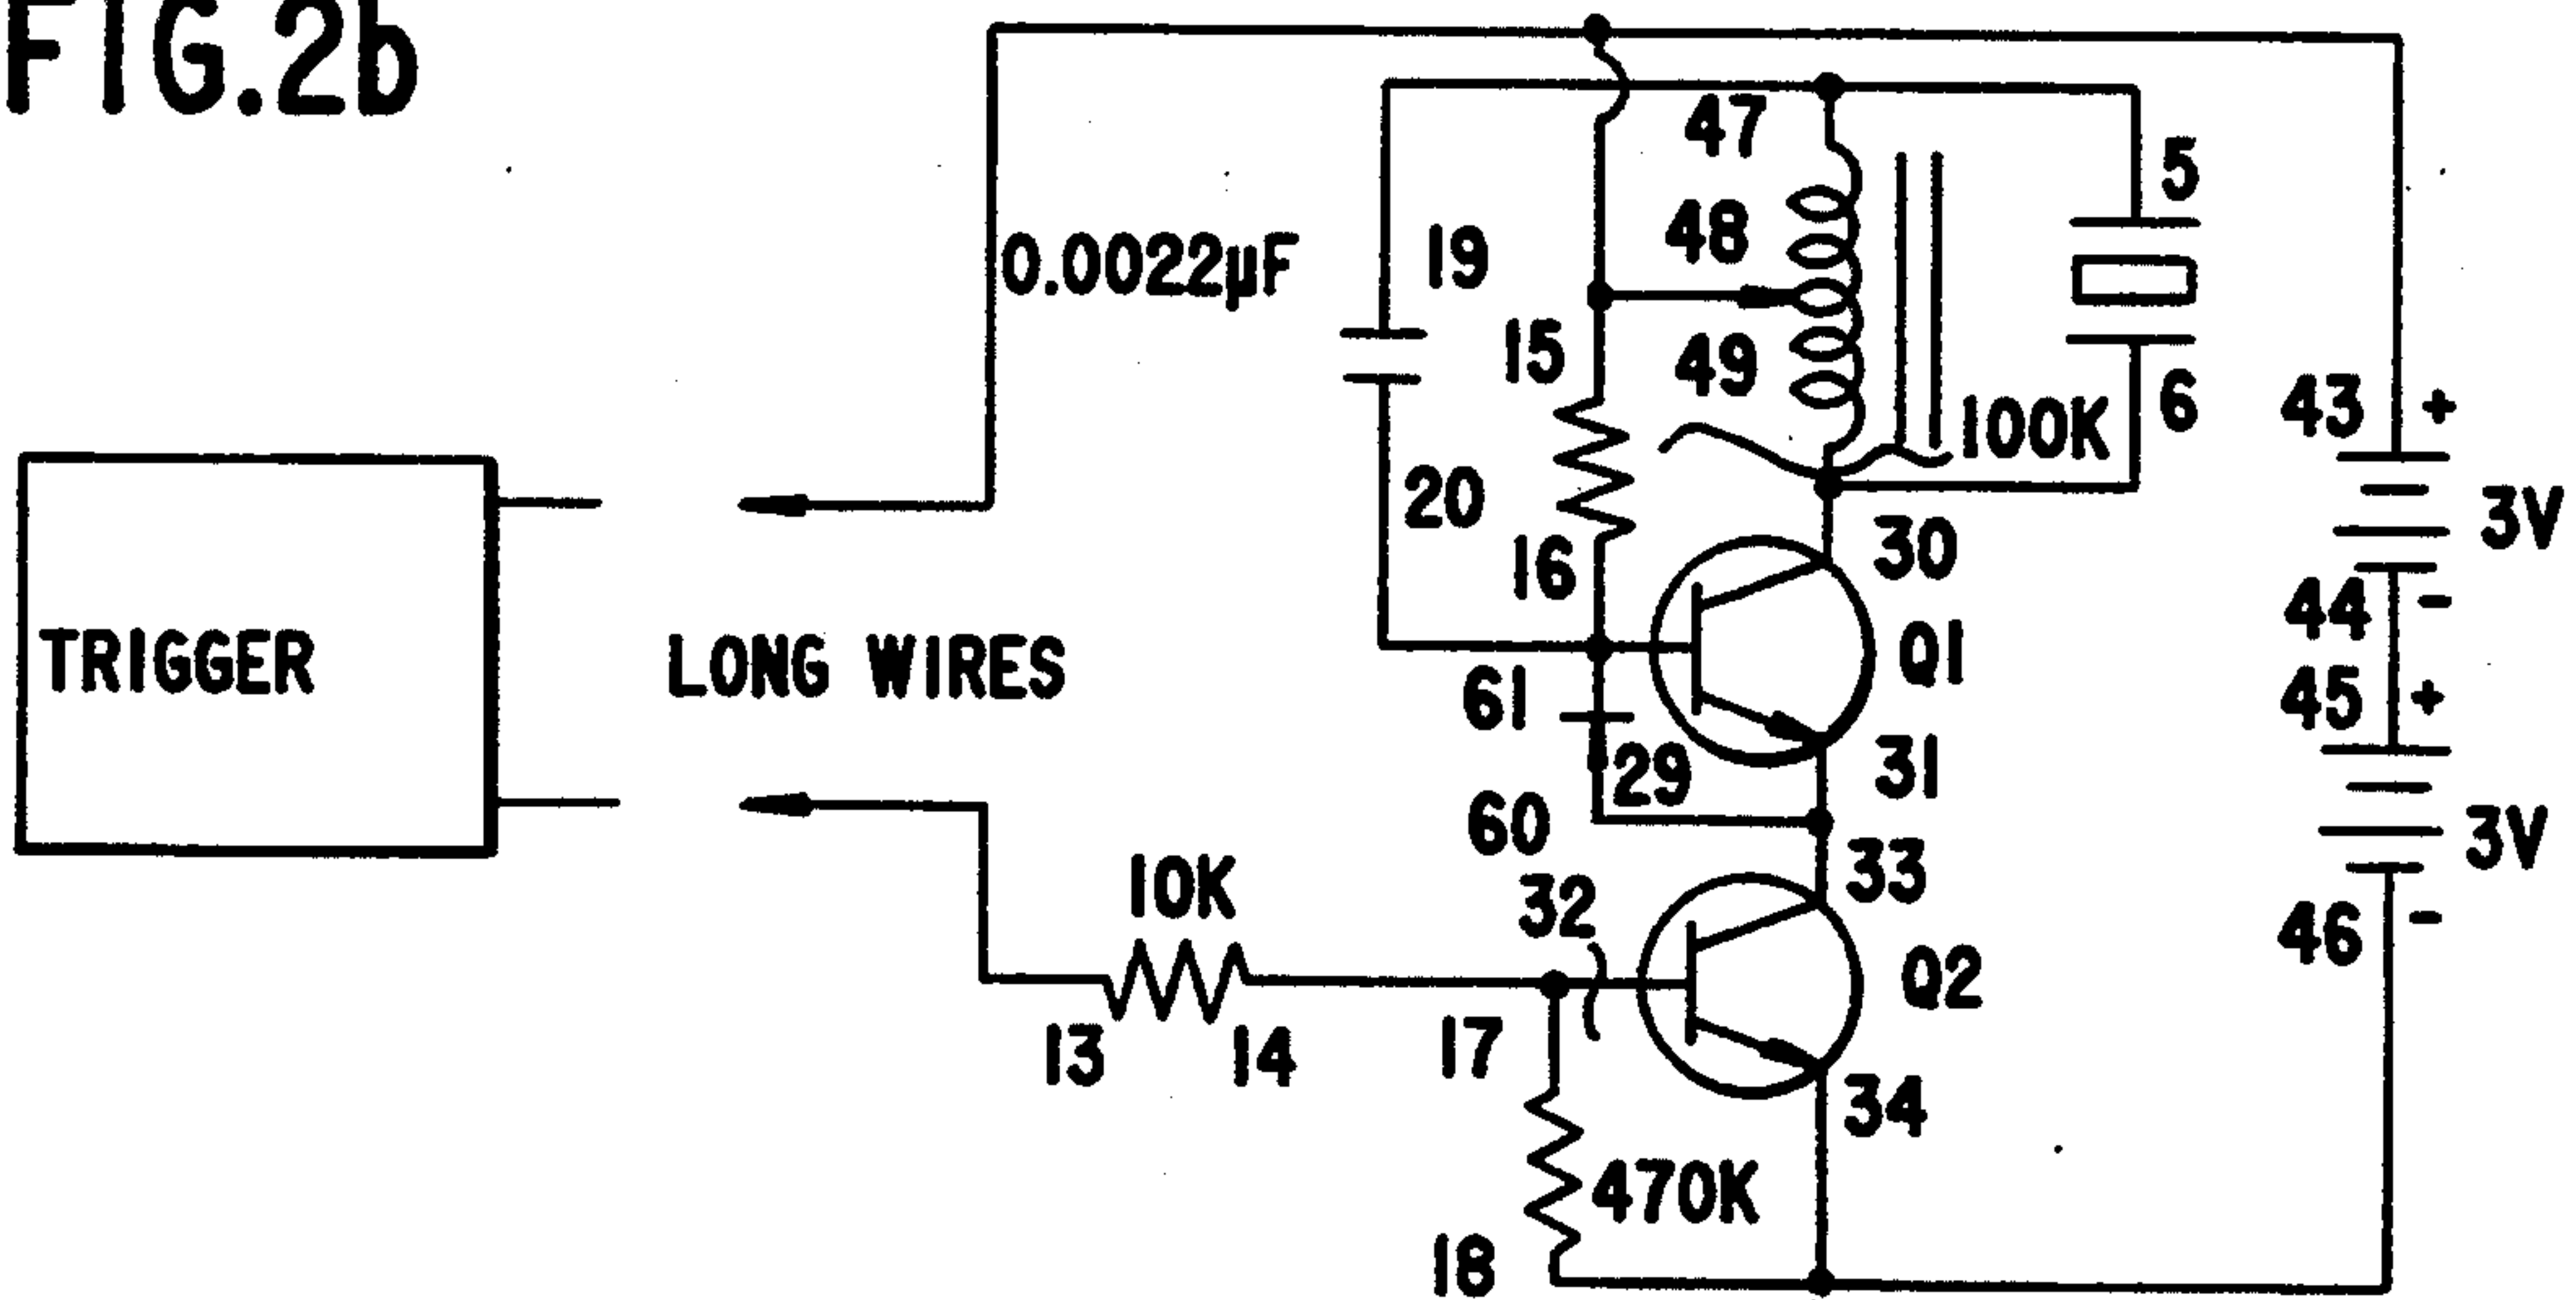 FIG.2b
47
5
19
0.0022µF
48
15
49
43 +
6
100K
20
3V
30
16
44 -
TRIGGER
LONG WIRES
Q1
61
45 +
29
31
60
3V
33
10K
32
46 -
Q2
17
13
14
34
470K
18